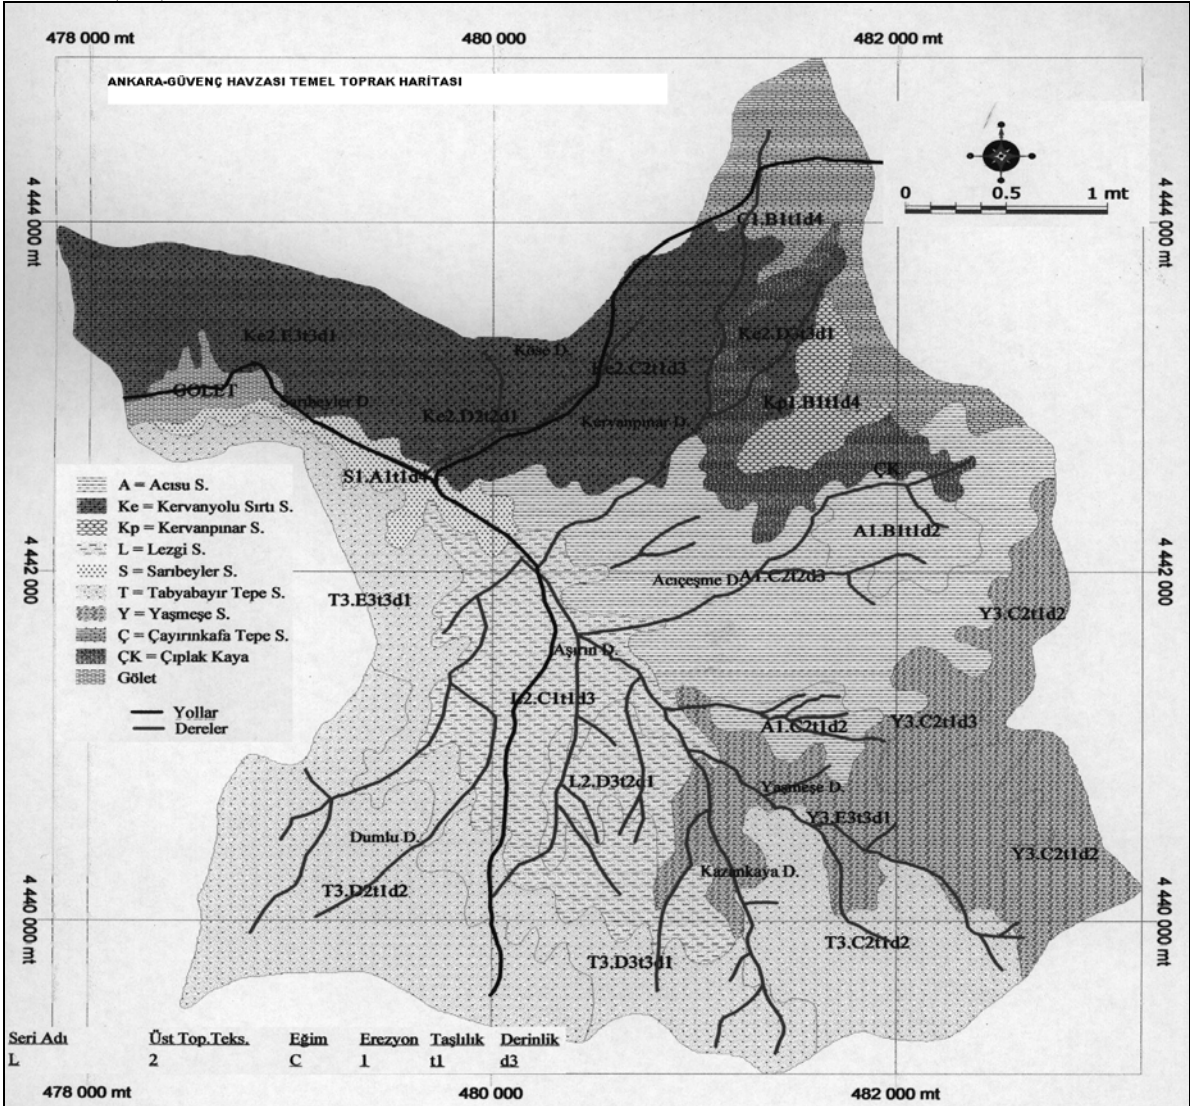 478 000 mt 480 000 482 000
ANKARA-GÜVENÇ HAVZASI TEMEL TOPRAK HARİTASI
0 0.5 1 mt
4 444 000 mt
4 444 000 mt
Ç1.B1t1d4
Ke2.E3t3d1
Ke2.D3t3d1
Köse D.
Ke2.C2t1d3
GÖLET
Sarıbeyler D.
Kp1.B1t1d4
Ke2.D2t2d1
Kervanpınar D.
S1.A1t1d4
ÇK
A = Acısu S.
Ke = Kervanyolu Sırtı S.
Kp = Kervanpınar S.
L = Lezgi S.
S = Sarıbeyler S.
T = Tabyabayır Tepe S.
Y = Yaşmeşe S.
Ç = Çayırınkafa Tepe S.
ÇK = Çıplak Kaya
Gölet
Yollar
Dereler
A1.B1t1d2
4 442 000
4 442 000
Acıçeşme D.
A1.C2t2d3
T3.E3t3d1
Y3.C2t1d2
Aşırın D.
L2.C1t1d3
A1.C2t1d2
Y3.C2t1d3
L2.D3t2d1
Yaşmeşe D.
Y3.E3t3d1
Dumlu D.
Y3.C2t1d2
Kazankaya D.
T3.D2t1d2
4 440 000 mt
4 440 000 mt
T3.C2t1d2
T3.D3t3d1
Seri Adı Üst Top.Teks. Eğim Erezyon Taşlılık Derinlik
L 2 C 1 t1 d3
478 000 mt 480 000 482 000 mt